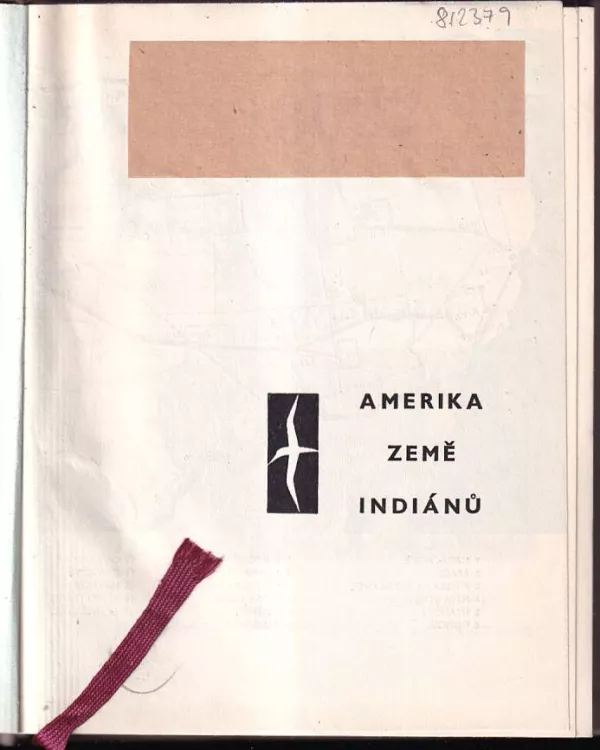 812379
AMERIKA
ZEMĚ
INDIÁNŮ